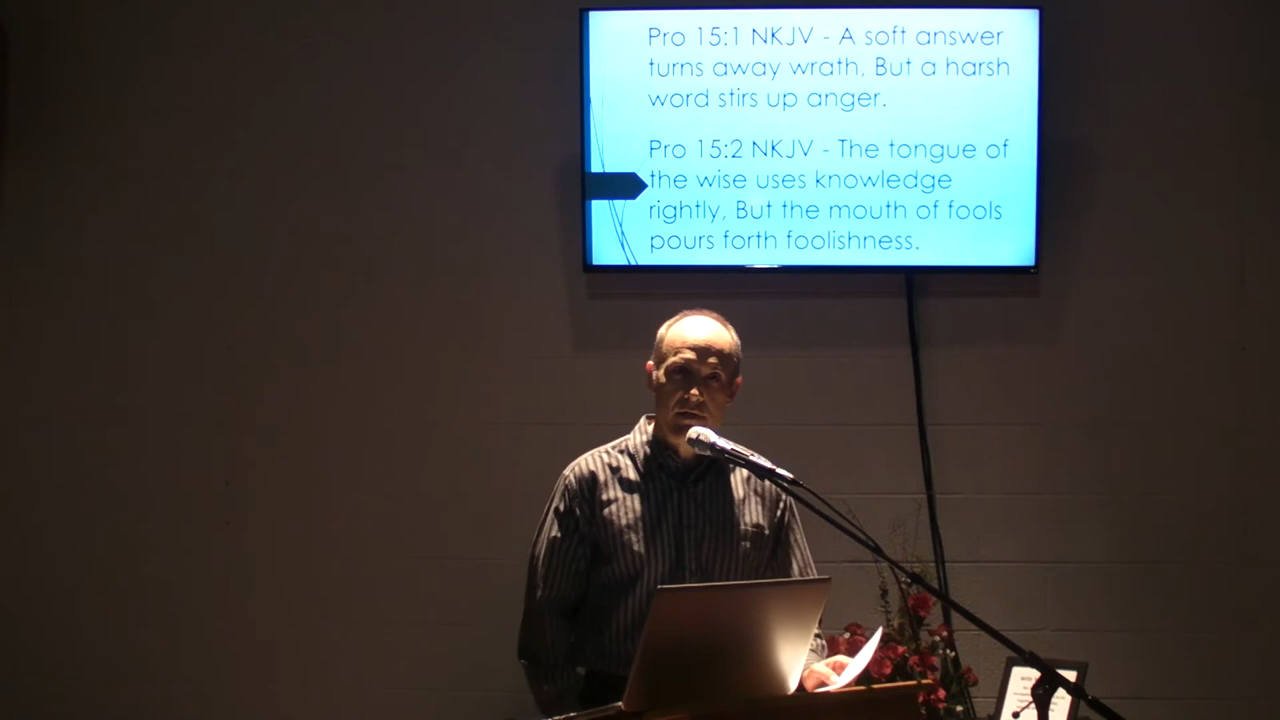 Pro 15:1 NKJV - A soft answer
turns away wrath, But a harsh
word stirs up anger.
Pro 15:2 NKJV - The tongue of
the wise uses knowledge
rightly, But the mouth of fools
pours forth foolishness.